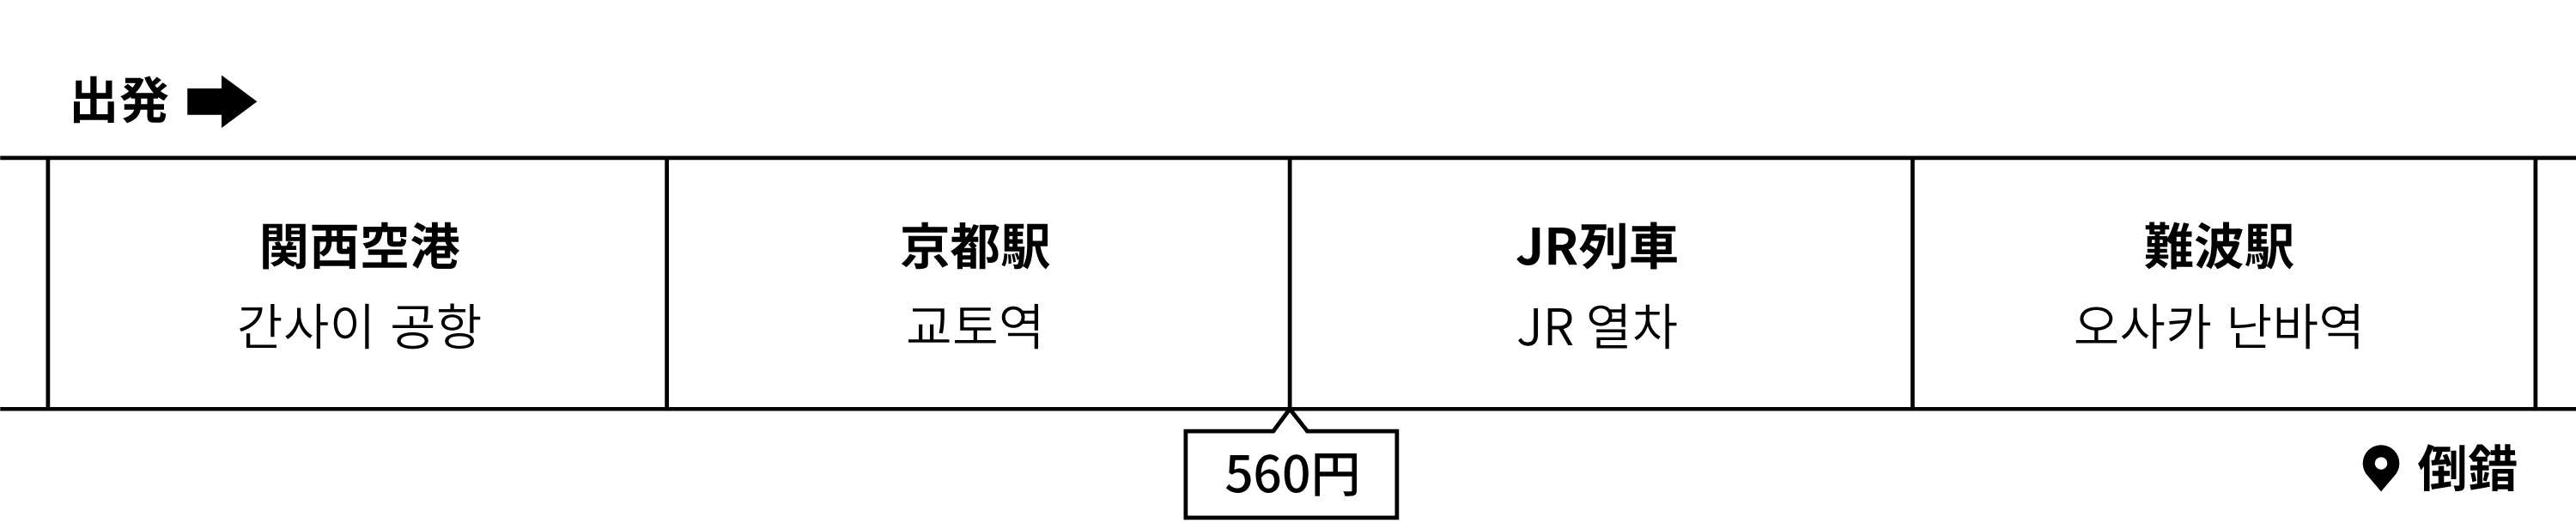 出発
関西空港
간사이 공항
京都駅
교토역
JR列車
JR 열차
難波駅
오사카 난바역
560円
倒錯